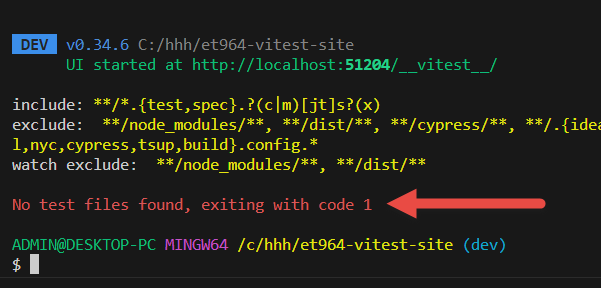 DEV v0.34.6 C:/hhh/et964-vitest-site
UI started at http://localhost:51204/__vitest__/
include: **/*.{test,spec}.?(c|m)[jt]s?(x)
exclude:  **/node_modules/**, **/dist/**, **/cypress/**, **/.{idea
l,nyc,cypress,tsup,build}.config.*
watch exclude:  **/node_modules/**, **/dist/**
No test files found, exiting with code 1
ADMIN@DESKTOP-PC MINGW64 /c/hhh/et964-vitest-site (dev)
$